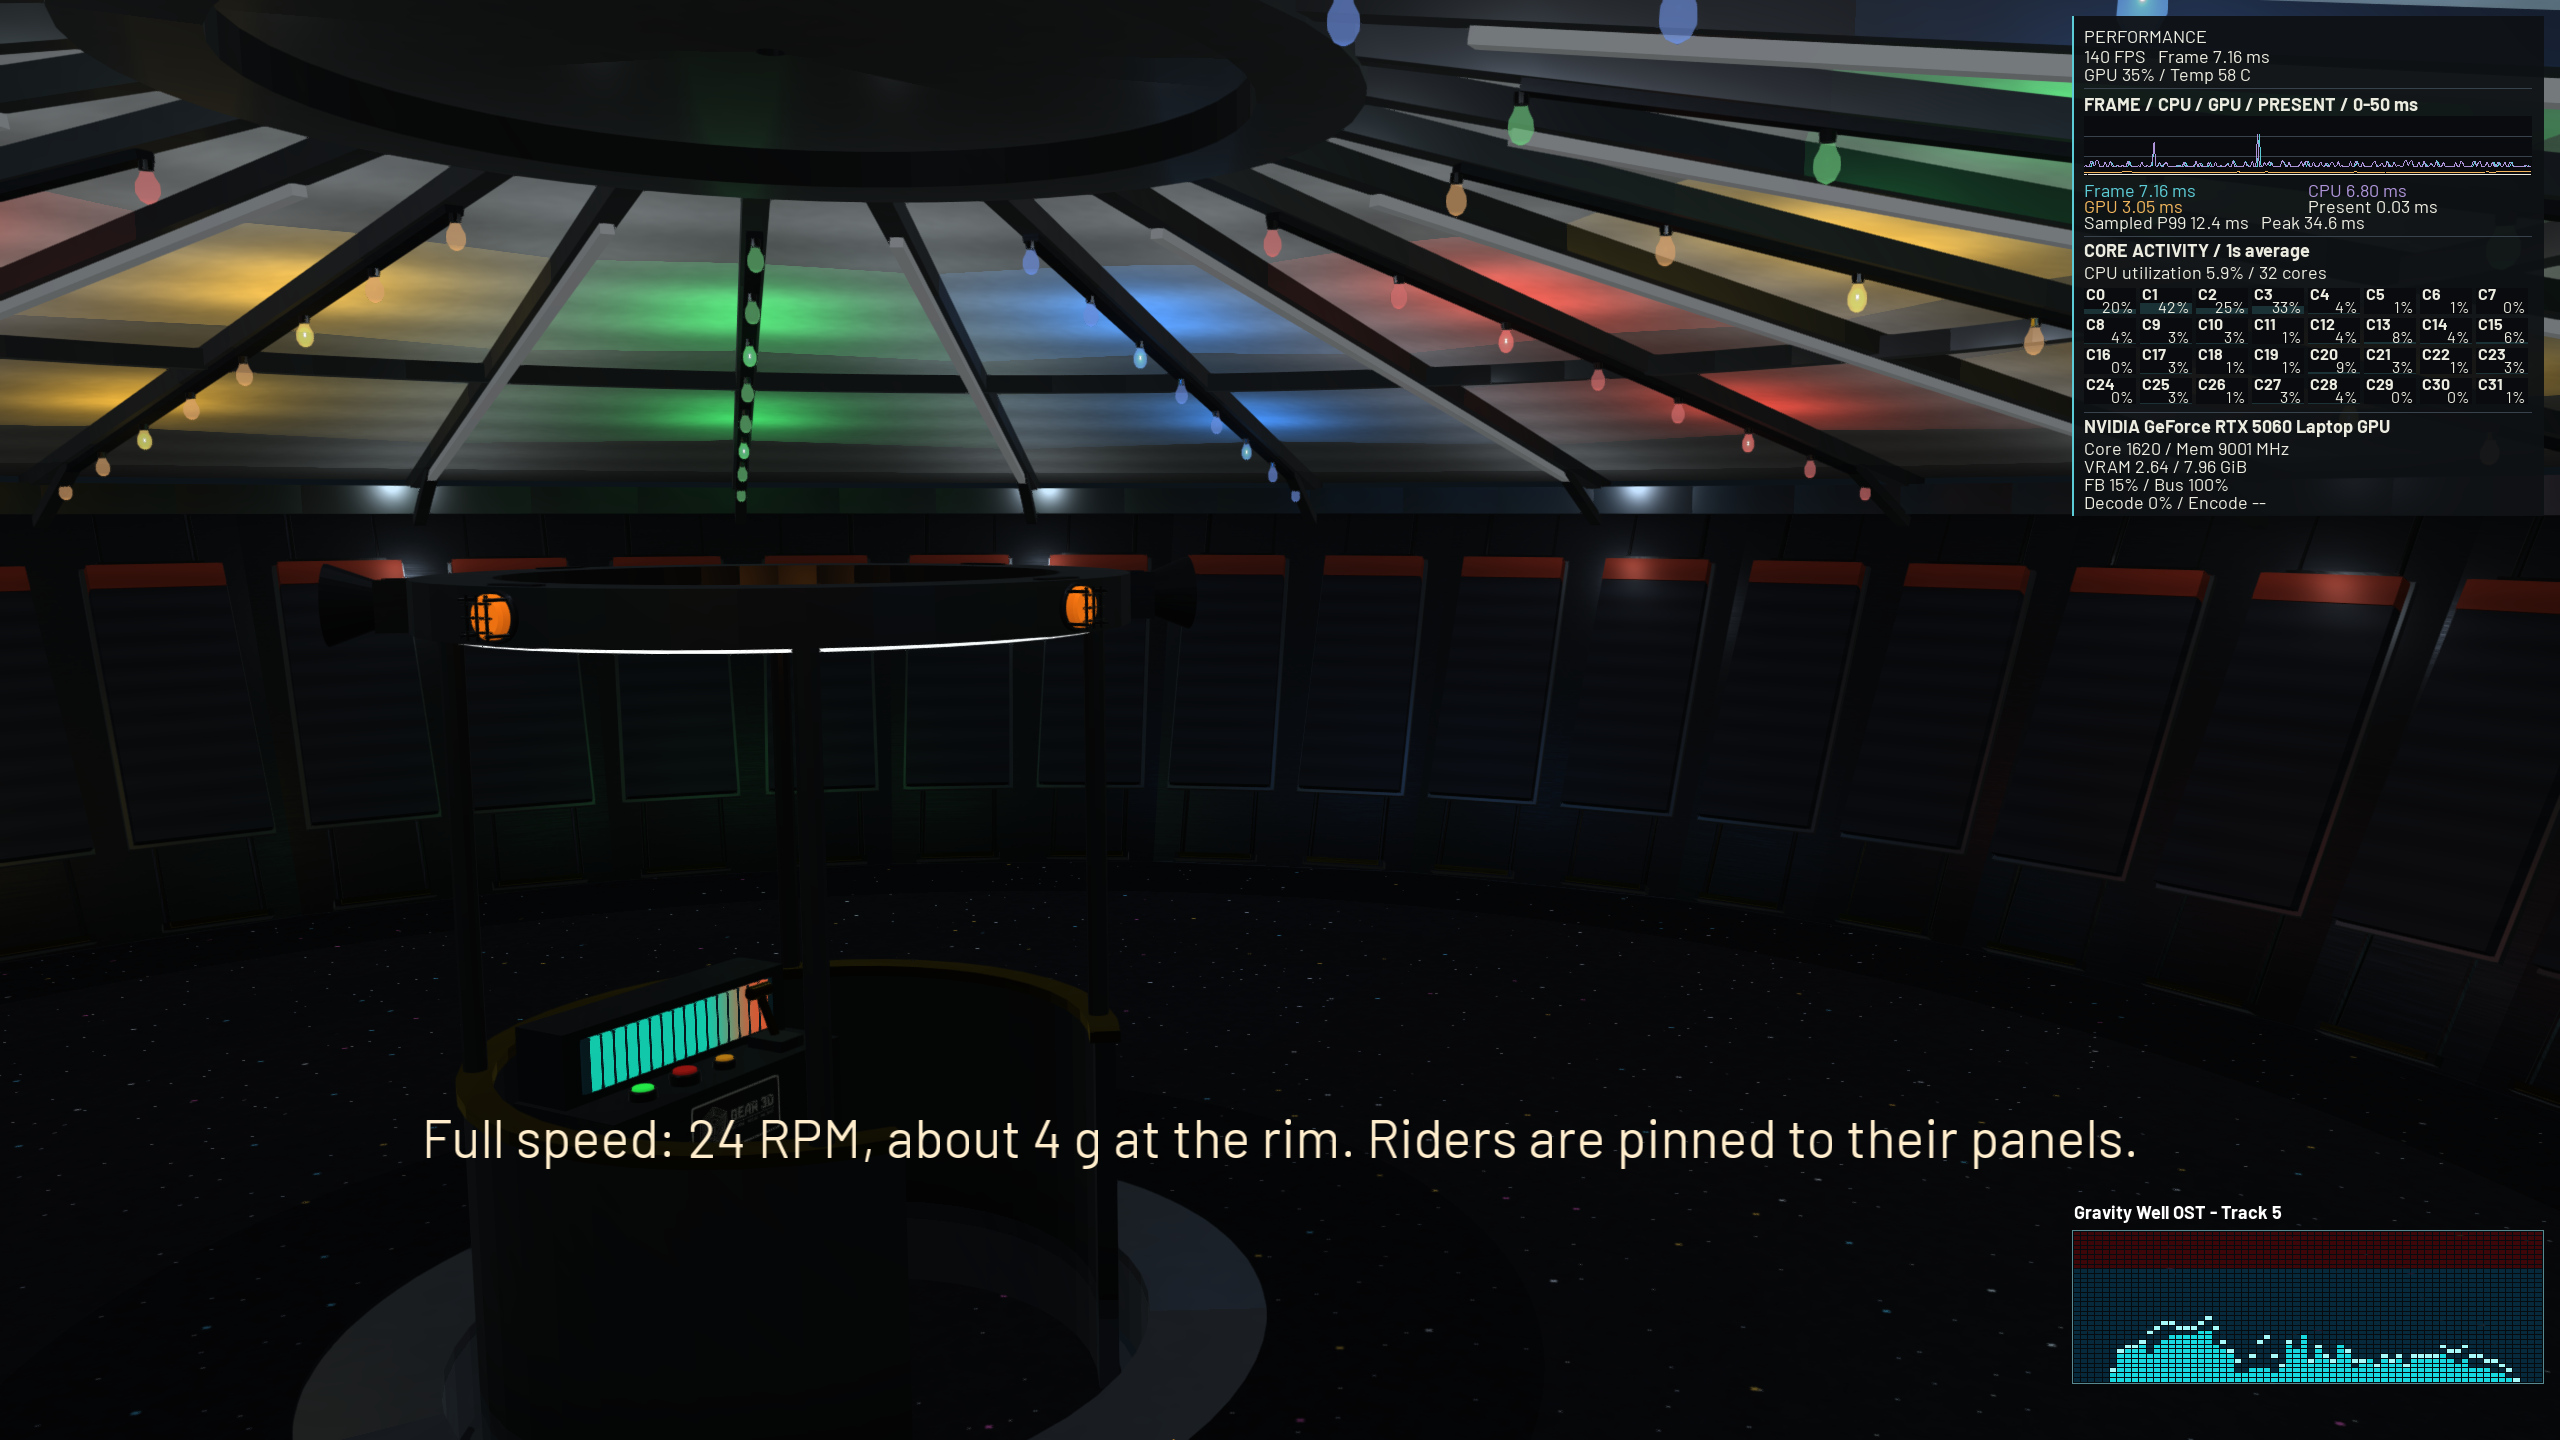 PERFORMANCE
140 FPS Frame 7.16 ms
GPU 35% / Temp 58 C
FRAME / CPU / GPU / PRESENT / 0-50 ms
Frame 7.16 ms CPU 6.80 ms
GPU 3.05 ms Present 0.03 ms
Sampled P99 12.4 ms Peak 34.6 ms
CORE ACTIVITY / 1s average
CPU utilization 5.9% / 32 cores
C0 C1 C2 C3 C4 C5 C6 C7
20% 42% 25% 33% 4% 1% 1% 0%
C8 C9 C10 C11 C12 C13 C14 C15
4% 3% 3% 1% 4% 8% 4% 6%
C16 C17 C18 C19 C20 C21 C22 C23
0% 3% 1% 1% 9% 3% 1% 3%
C24 C25 C26 C27 C28 C29 C30 C31
0% 3% 1% 3% 4% 0% 0% 1%
NVIDIA GeForce RTX 5060 Laptop GPU
Core 1620 / Mem 9001 MHz
VRAM 2.64 / 7.96 GiB
FB 15% / Bus 100%
Decode 0% / Encode --
GEAR 3D
Full speed: 24 RPM, about 4 g at the rim. Riders are pinned to their panels.
Gravity Well OST - Track 5